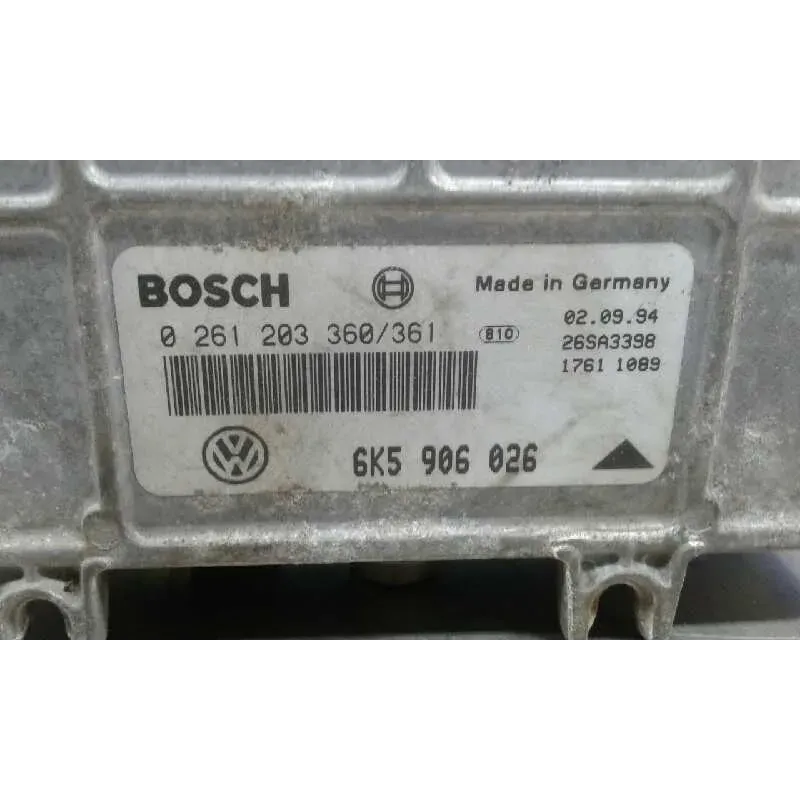 BOSCH
Made in Germany
0 261 203 360/361
810
02.09.94
26SA3398
1761 1089
6K5 906 026